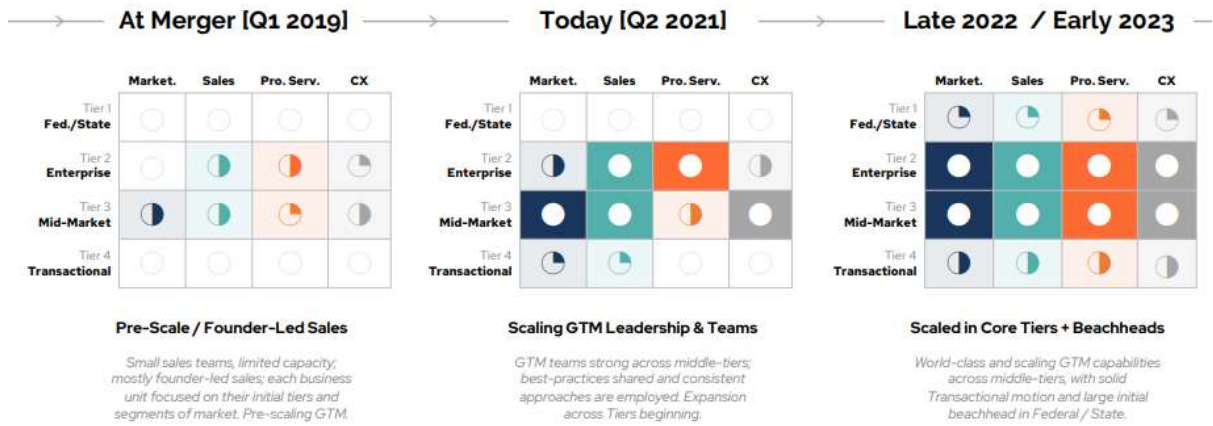 At Merger [Q1 2019]
Today [Q2 2021]
Late 2022 / Early 2023
Market. Sales Pro. Serv. CX
Tier 1
Fed./State
Tier 2
Enterprise
Tier 3
Mid-Market
Tier 4
Transactional
Pre-Scale / Founder-Led Sales
Small sales teams, limited capacity;
mostly founder-led sales; each business
unit focused on their initial tiers and
segments of market. Pre-scaling GTM.
Market. Sales Pro. Serv. CX
Tier 1
Fed./State
Tier 2
Enterprise
Tier 3
Mid-Market
Tier 4
Transactional
Scaling GTM Leadership & Teams
GTM teams strong across middle-tiers;
best-practices shared and consistent
approaches are employed. Expansion
across Tiers beginning.
Market. Sales Pro. Serv. CX
Tier 1
Fed./State
Tier 2
Enterprise
Tier 3
Mid-Market
Tier 4
Transactional
Scaled in Core Tiers + Beachheads
World-class and scaling GTM capabilities
across middle-tiers, with solid
Transactional motion and large initial
beachhead in Federal / State.